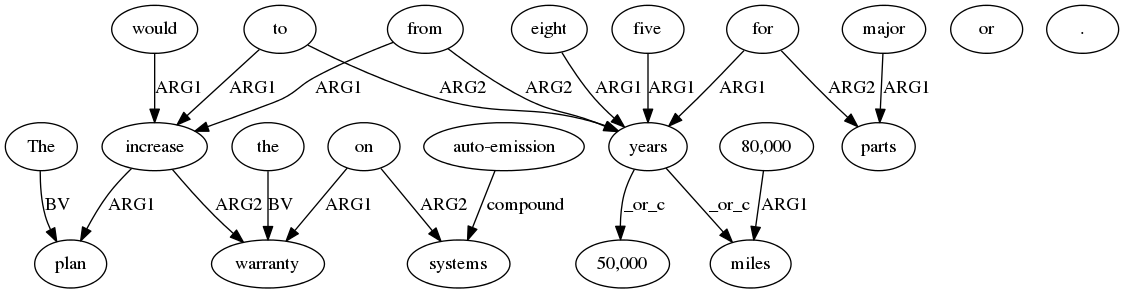 would to from eight five for major or .
ARG1 ARG1 ARG1 ARG2 ARG2 ARG1 ARG1 ARG1 ARG2 ARG1
The increase the on auto-emission years 80,000 parts
BV ARG1 ARG2 BV ARG1 ARG2 compound _or_c _or_c ARG1
plan warranty systems 50,000 miles